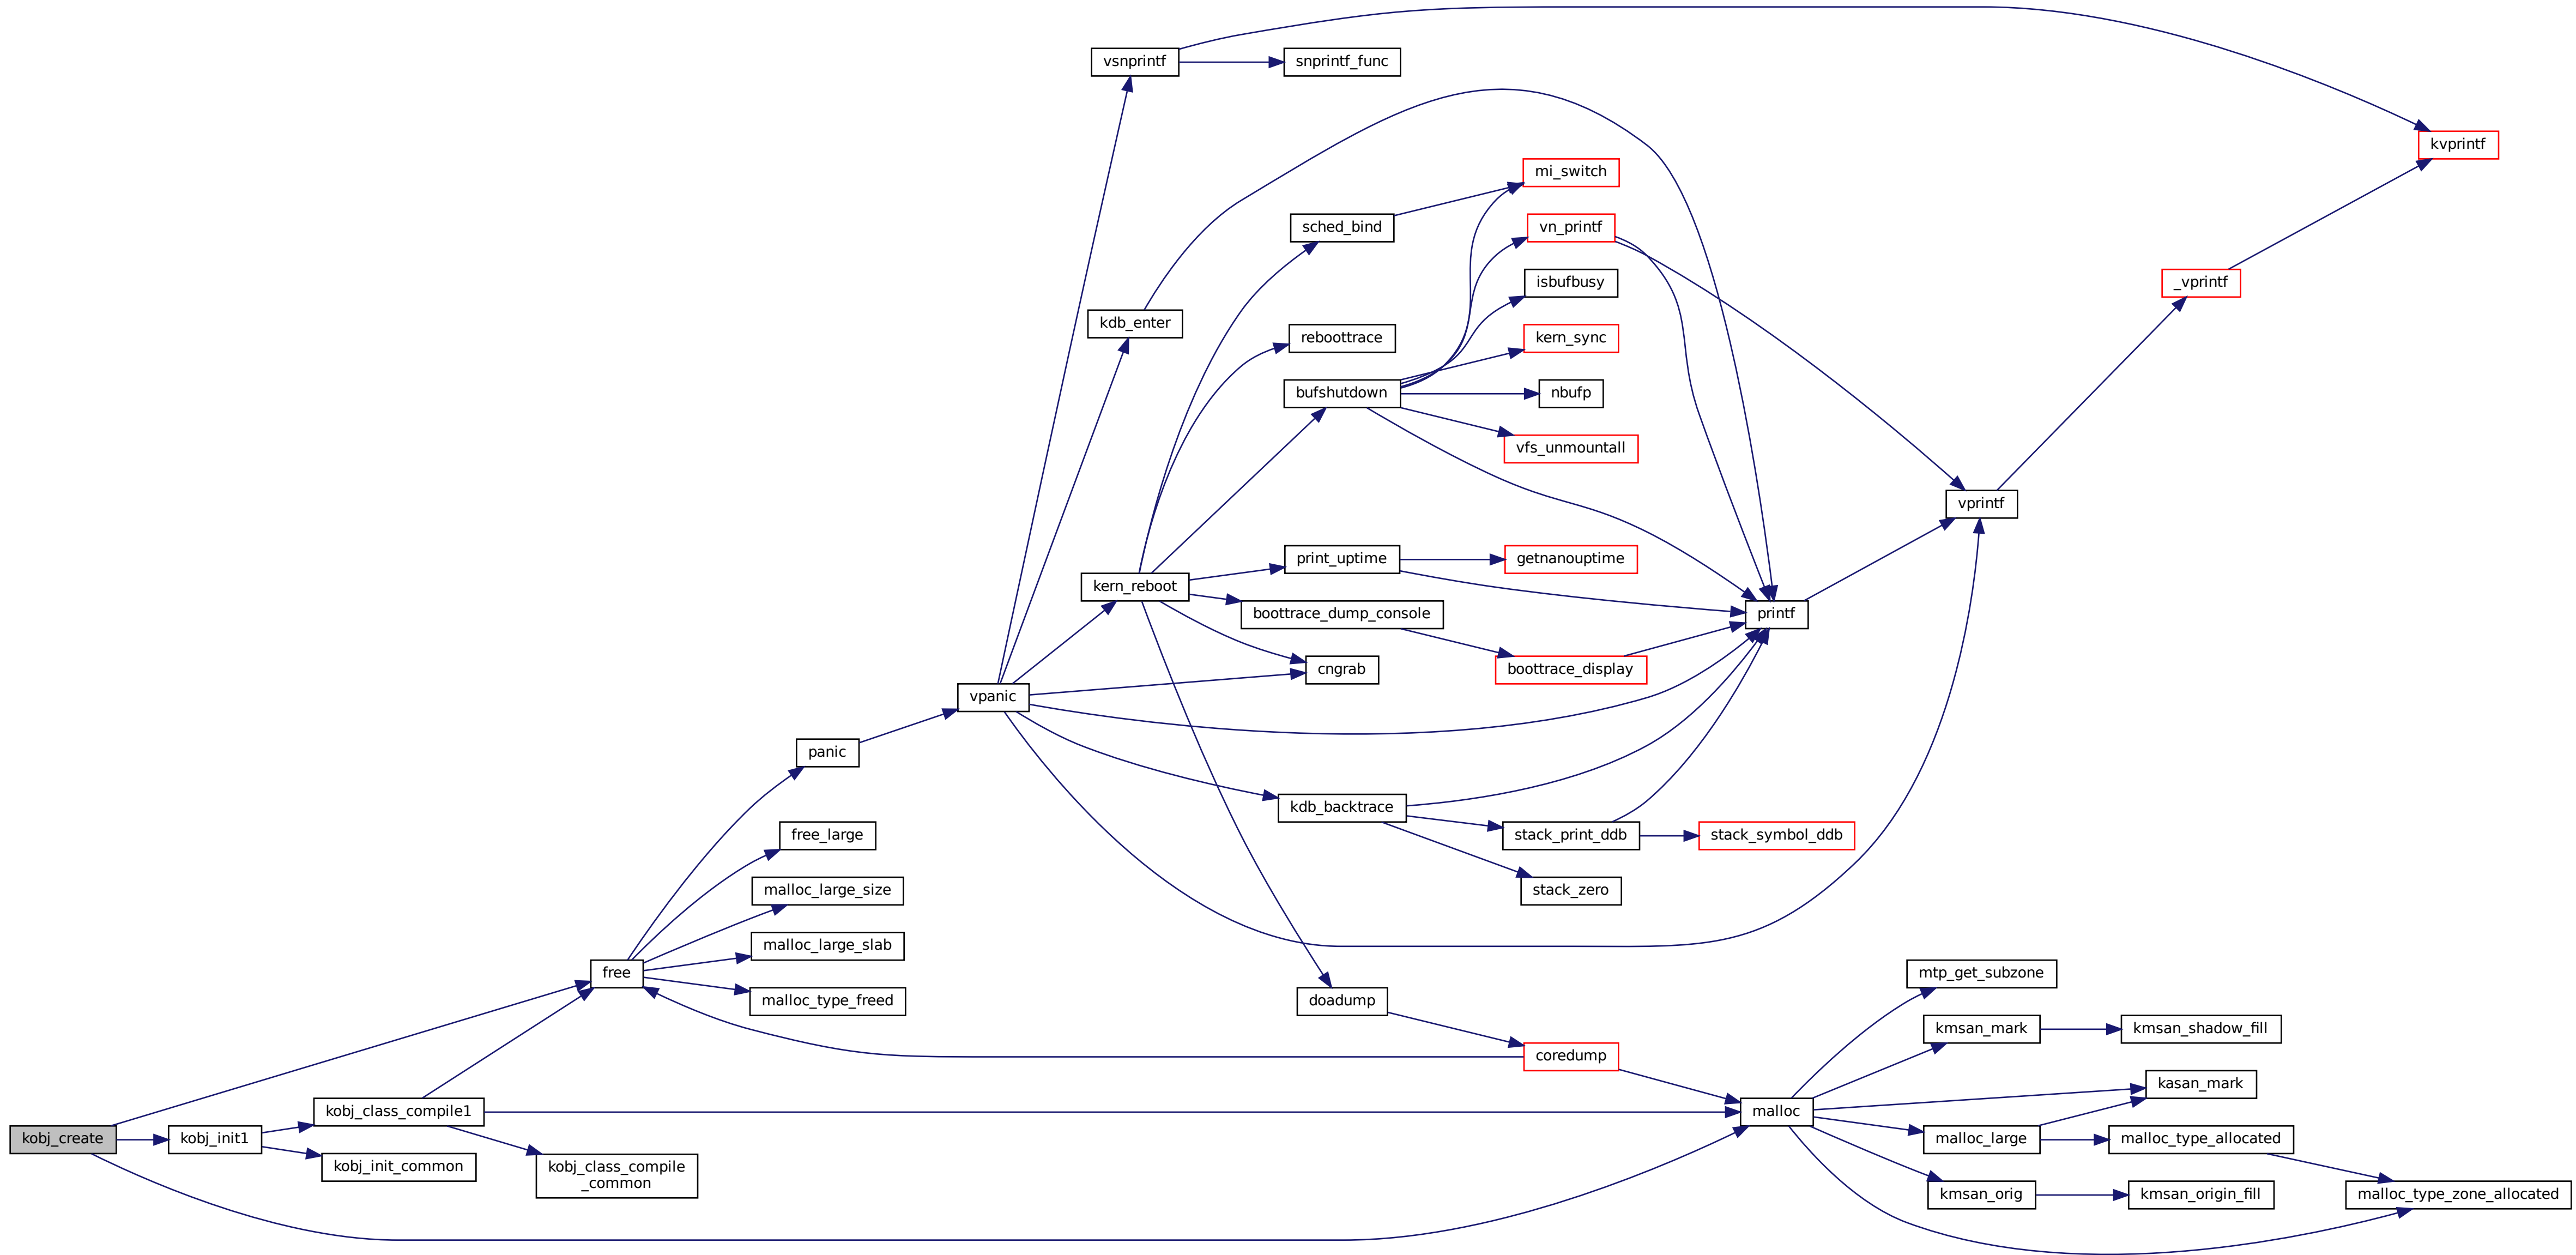 vsnprintf
snprintf_func
kvprintf
mi_switch
sched_bind
vn_printf
isbufbusy
_vprintf
kdb_enter
reboottrace
kern_sync
bufshutdown
nbufp
vfs_unmountall
vprintf
print_uptime
getnanouptime
kern_reboot
boottrace_dump_console
printf
cngrab
boottrace_display
vpanic
panic
kdb_backtrace
free_large
stack_print_ddb
stack_symbol_ddb
malloc_large_size
stack_zero
malloc_large_slab
free
mtp_get_subzone
malloc_type_freed
doadump
kmsan_mark
kmsan_shadow_fill
coredump
kasan_mark
kobj_class_compile1
malloc
kobj_create
kobj_init1
malloc_large
malloc_type_allocated
kobj_init_common
kobj_class_compile
_common
kmsan_orig
kmsan_origin_fill
malloc_type_zone_allocated